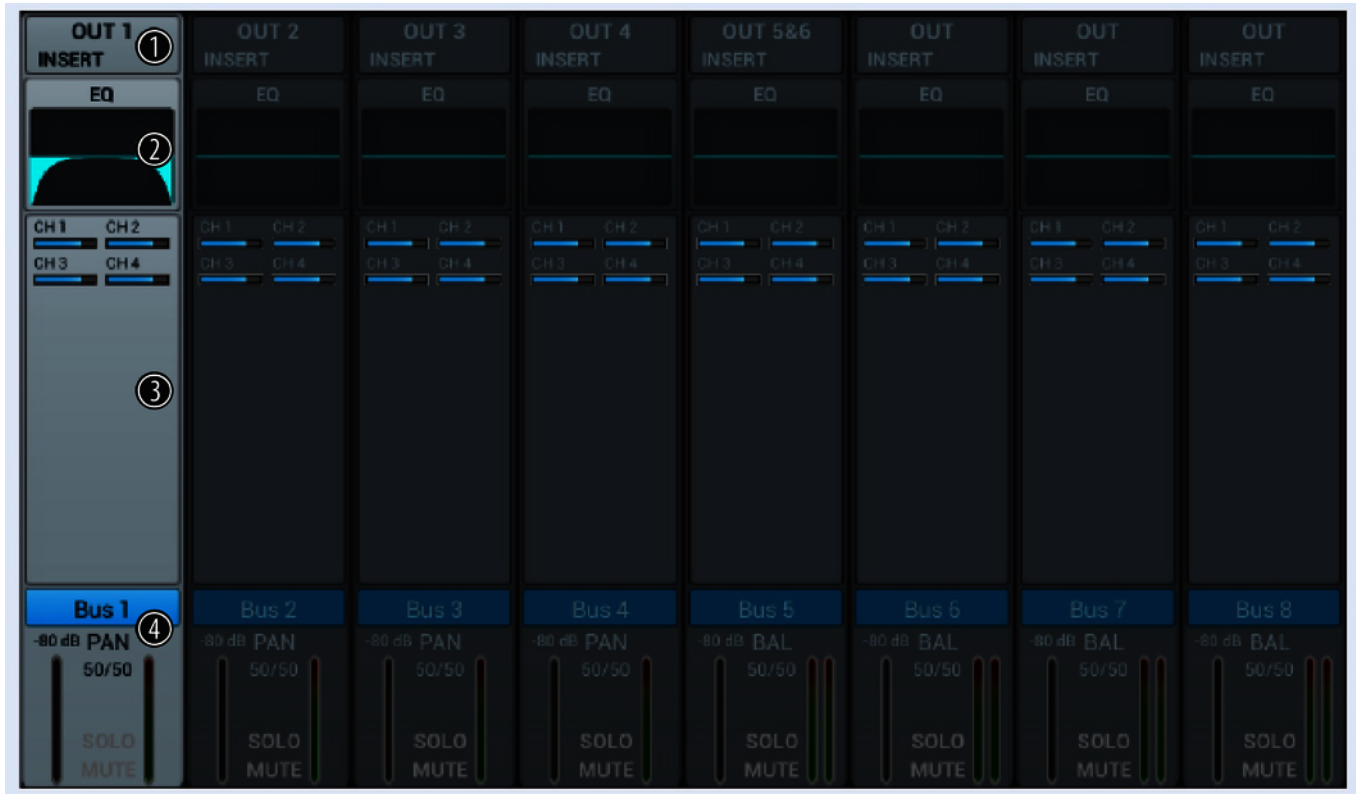 OUT 1 OUT 2 OUT 3 OUT 4 OUT 5&6 OUT OUT OUT
①
INSERT INSERT INSERT INSERT INSERT INSERT INSERT INSERT
EQ EQ EQ EQ EQ EQ EQ EQ
②
CH 1 CH 2 CH 1 CH 2 CH 1 CH 2 CH 1 CH 2 CH 1 CH 2 CH 1 CH 2 CH 1 CH 2 CH 1 CH 2
CH 3 CH 4 CH 3 CH 4 CH 3 CH 4 CH 3 CH 4 CH 3 CH 4 CH 3 CH 4 CH 3 CH 4 CH 3 CH 4
③
Bus 1 Bus 2 Bus 3 Bus 4 Bus 5 Bus 6 Bus 7 Bus 8
④
-80 dB PAN -80 dB PAN -80 dB PAN -80 dB PAN -80 dB BAL -80 dB BAL -80 dB BAL -80 dB BAL
50/50 50/50 50/50 50/50 50/50 50/50 50/50 50/50
SOLO SOLO SOLO SOLO SOLO SOLO SOLO SOLO
MUTE MUTE MUTE MUTE MUTE MUTE MUTE MUTE